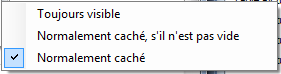 Toujours visible
Normalement caché, s'il n'est pas vide
Normalement caché